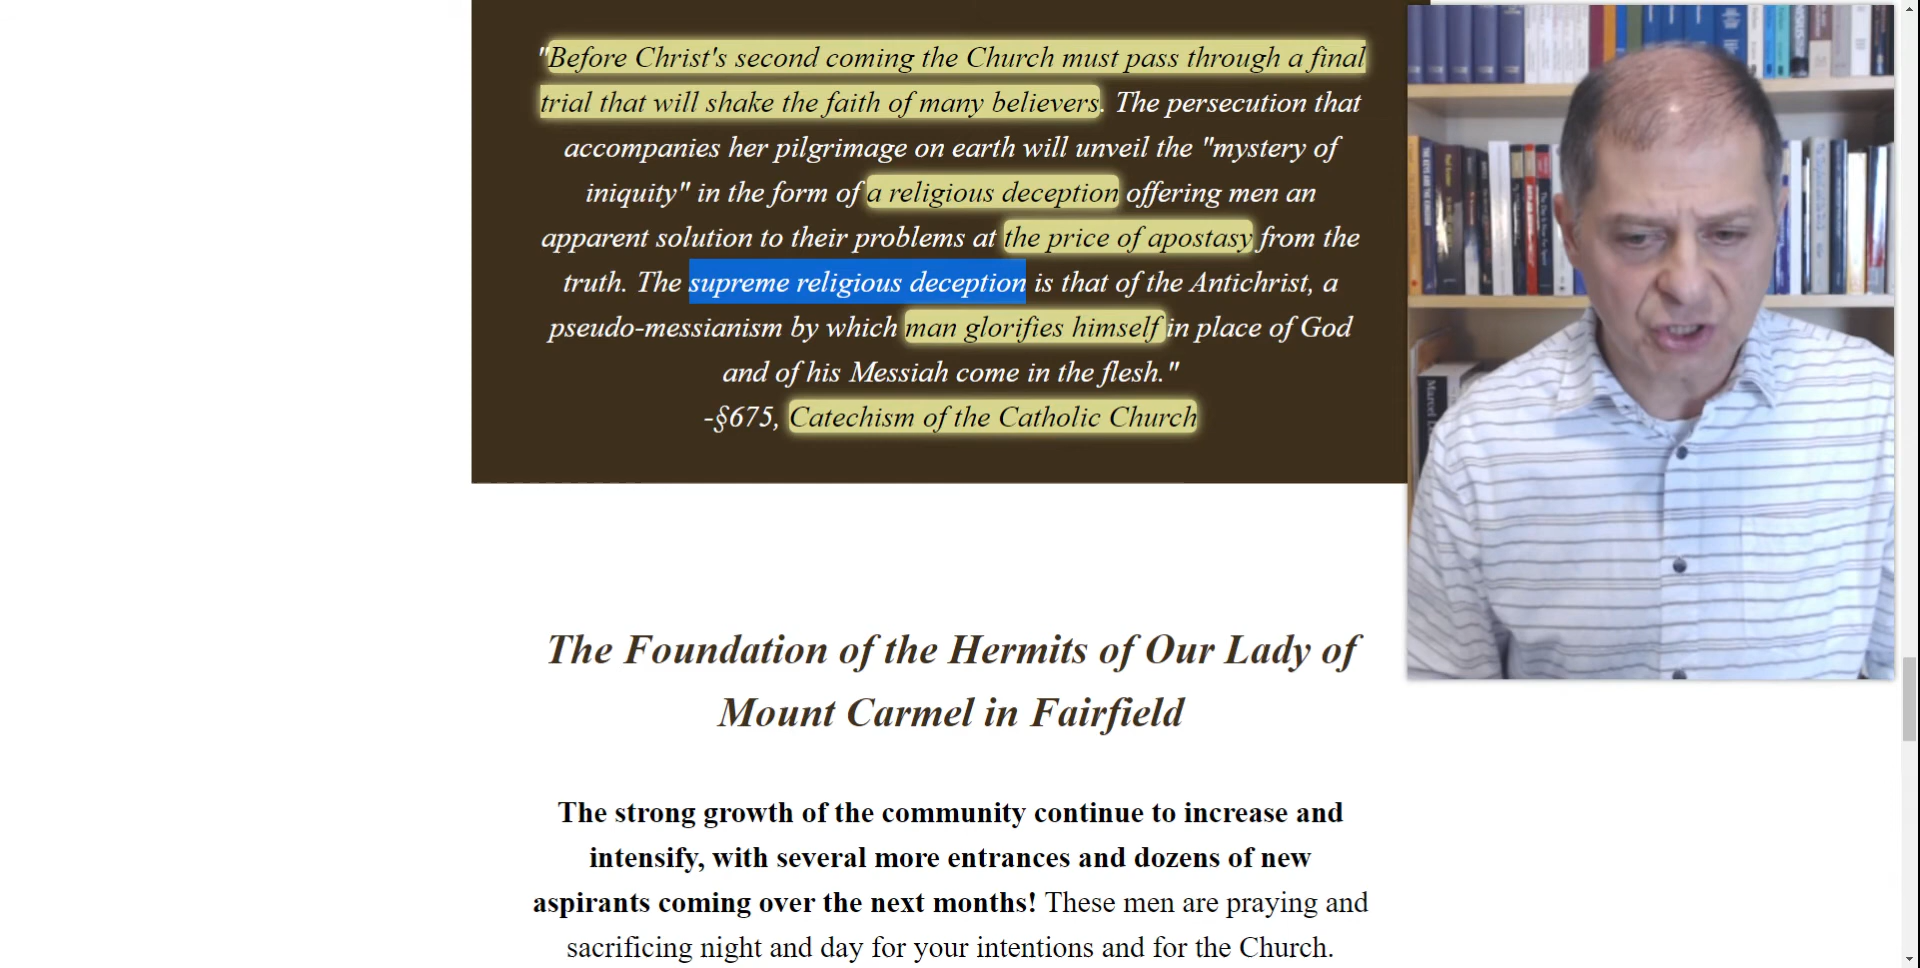 "Before Christ's second coming the Church must pass through a final
trial that will shake the faith of many believers. The persecution that
accompanies her pilgrimage on earth will unveil the "mystery of
iniquity" in the form of a religious deception offering men an
apparent solution to their problems at the price of apostasy from the
truth. The supreme religious deception is that of the Antichrist, a
pseudo-messianism by which man glorifies himself in place of God
and of his Messiah come in the flesh."
-§675, Catechism of the Catholic Church
The Foundation of the Hermits of Our Lady of
Mount Carmel in Fairfield
The strong growth of the community continue to increase and
intensify, with several more entrances and dozens of new
aspirants coming over the next months! These men are praying and
sacrificing night and day for your intentions and for the Church.
Marcel